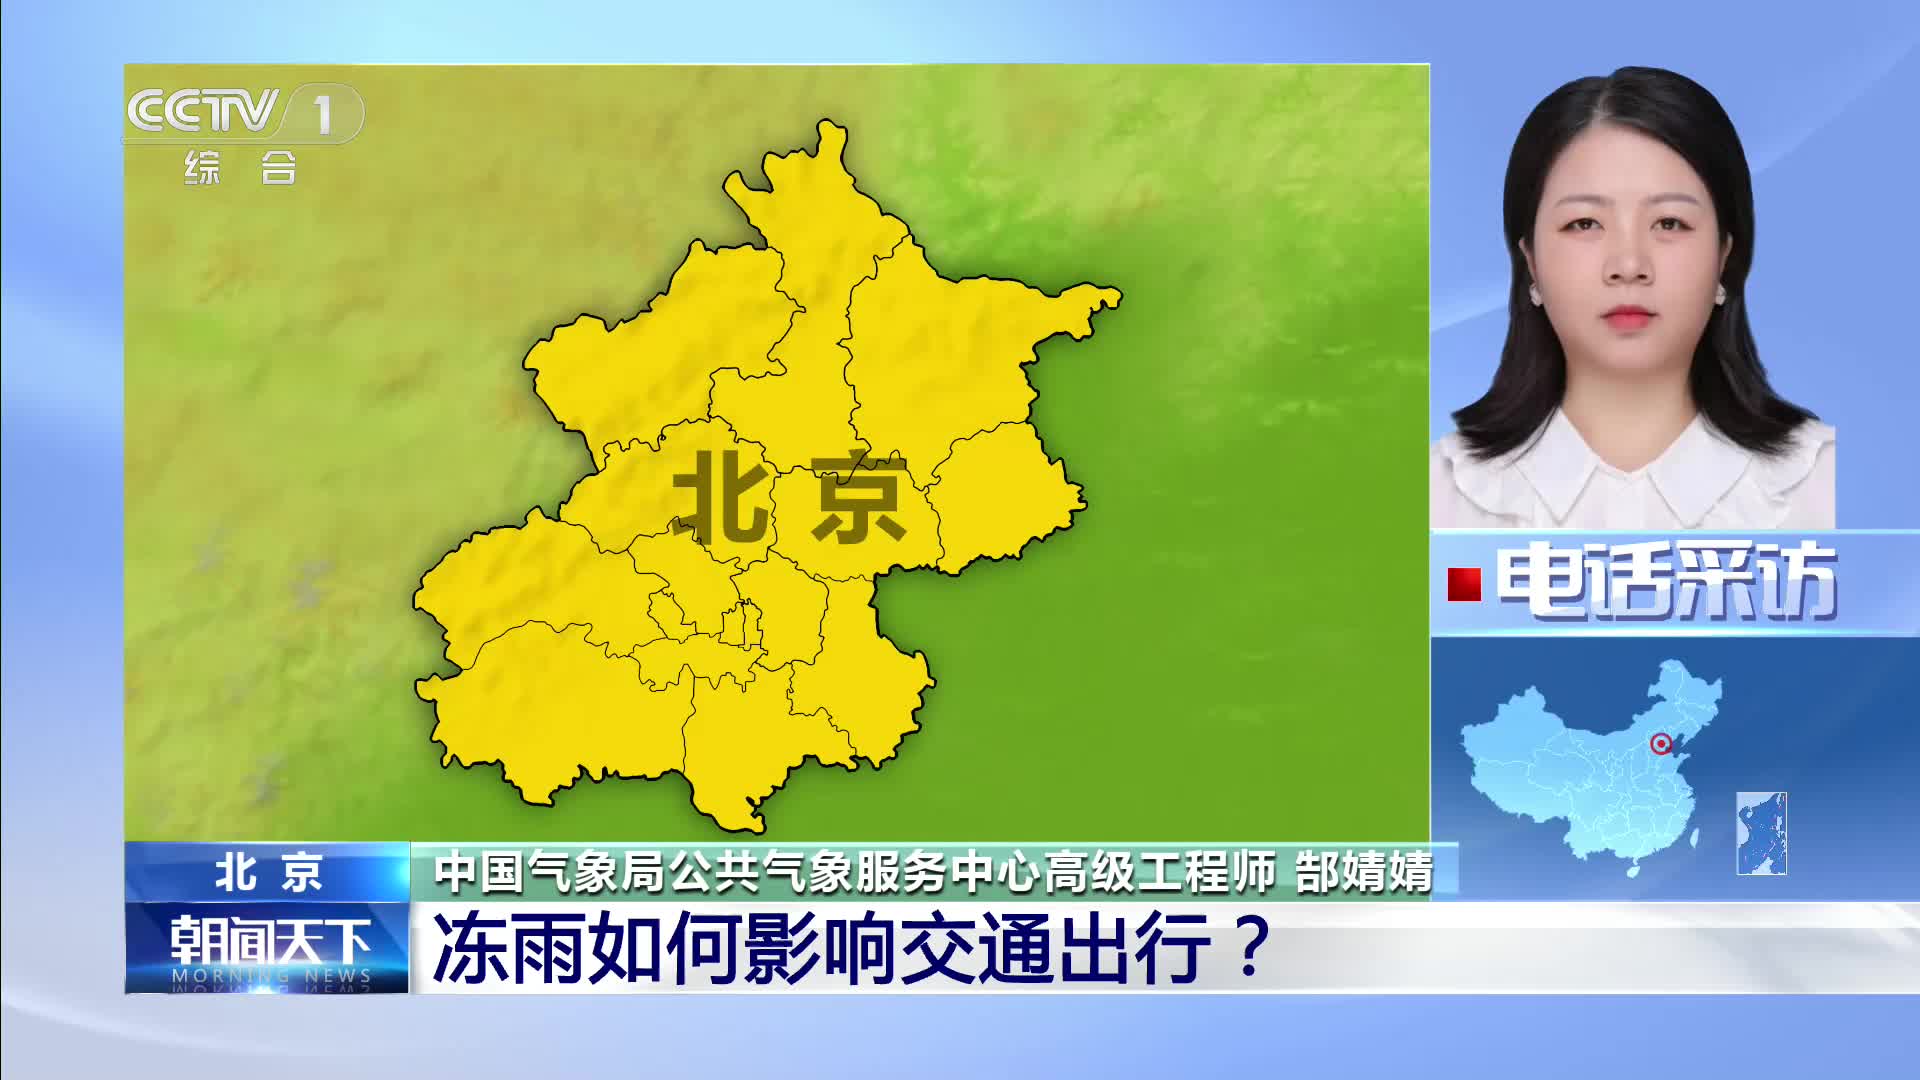 CCTV 1
综 合
北 京
电话采访
北 京
中国气象局公共气象服务中心高级工程师 郜婧婧
朝闻天下
MORNING NEWS
冻雨如何影响交通出行？